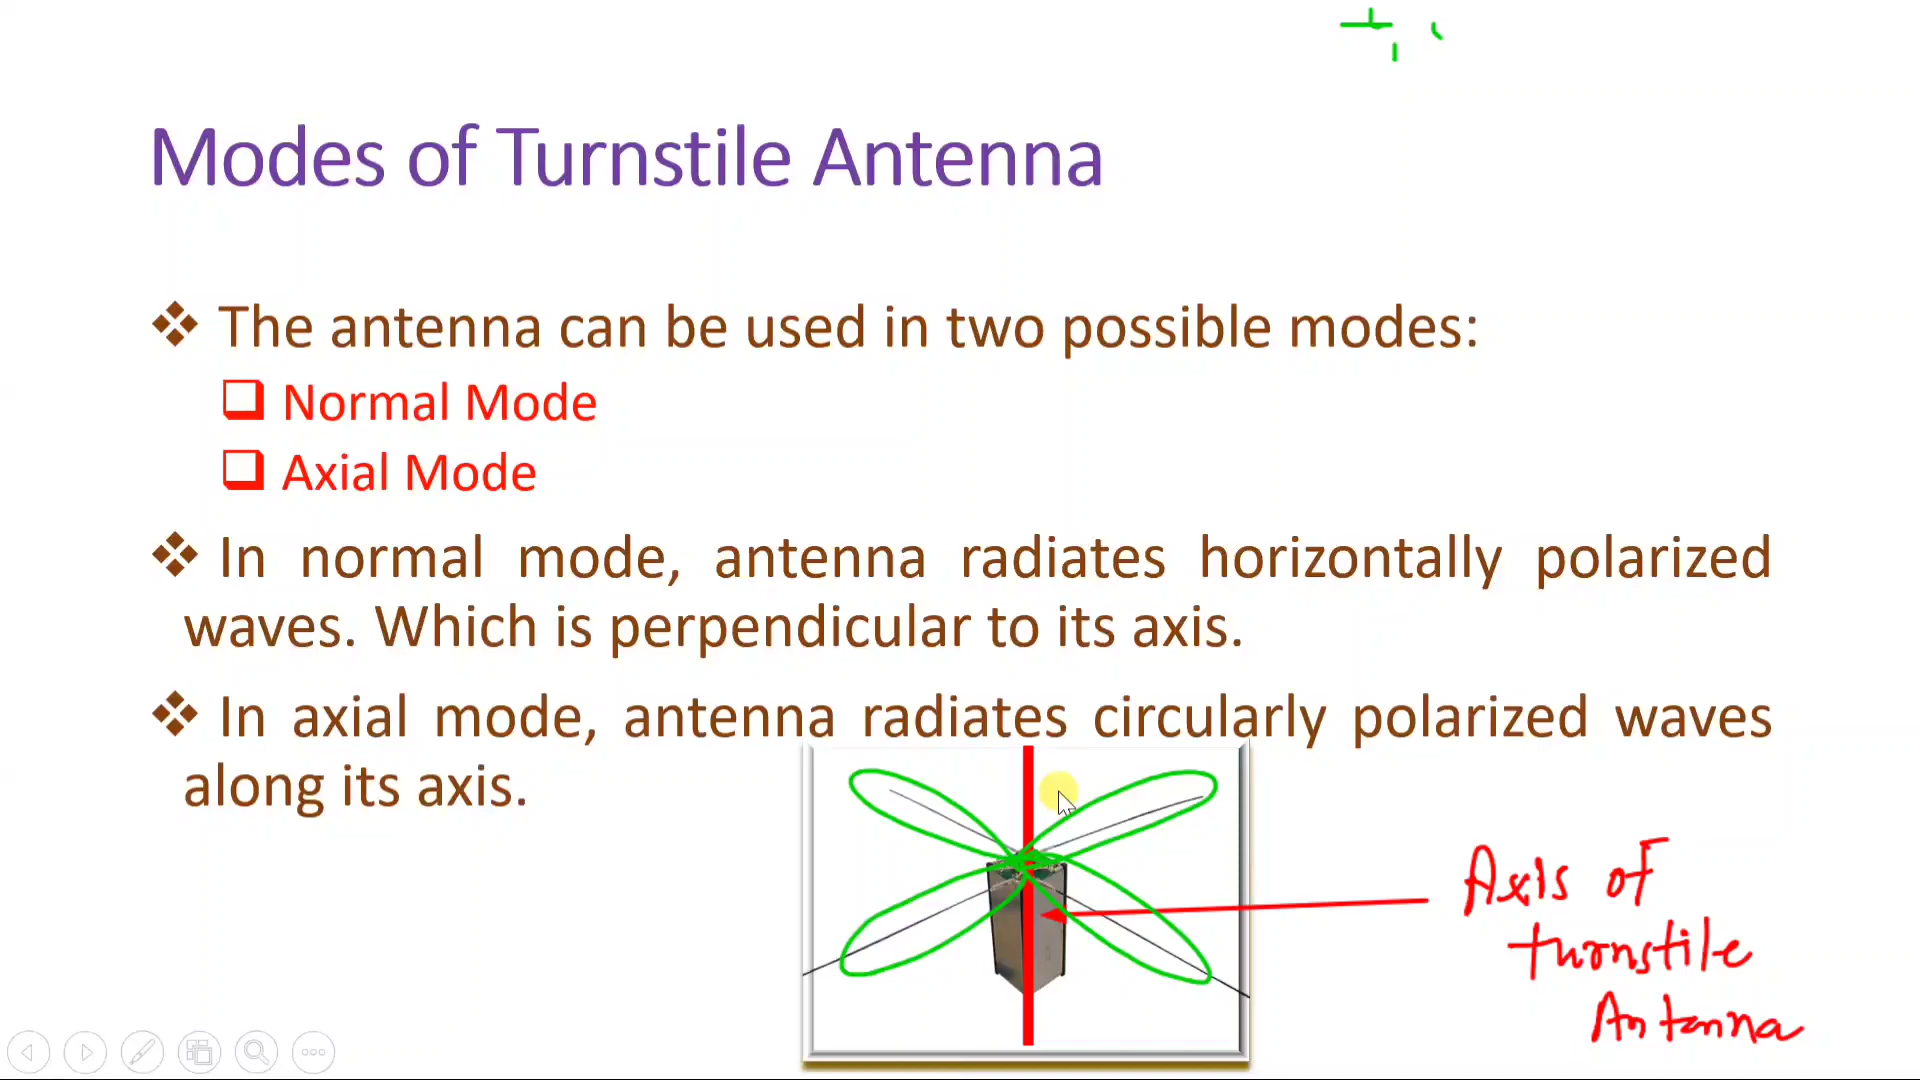 Modes of Turnstile Antenna
The antenna can be used in two possible modes:
Normal Mode
Axial Mode
In normal mode, antenna radiates horizontally polarized
waves. Which is perpendicular to its axis.
In axial mode, antenna radiates circularly polarized waves
along its axis.
Axis of
turnstile
Antenna